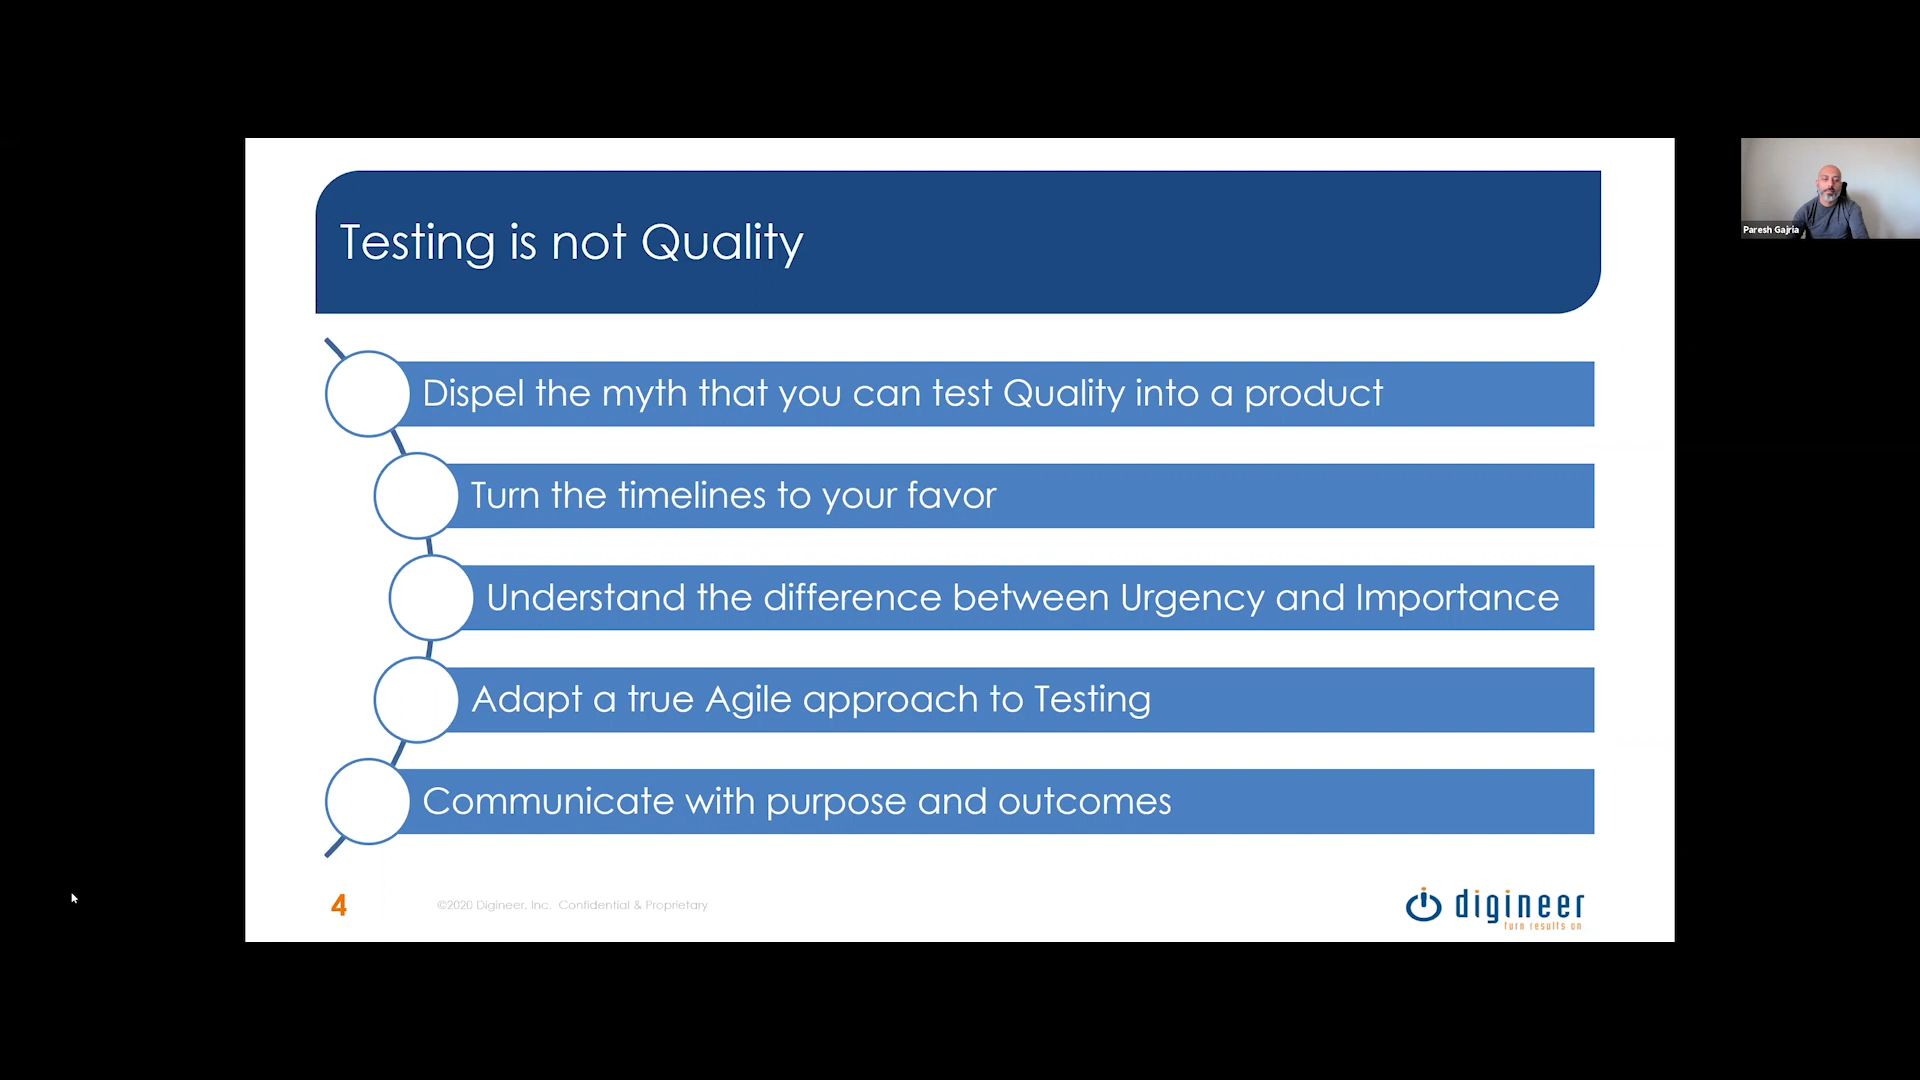 Testing is not Quality
Dispel the myth that you can test Quality into a product
Turn the timelines to your favor
Understand the difference between Urgency and Importance
Adapt a true Agile approach to Testing
Communicate with purpose and outcomes
4
©2020 Digineer, Inc. Confidential & Proprietary
digineer
turn results on
Paresh Gajria